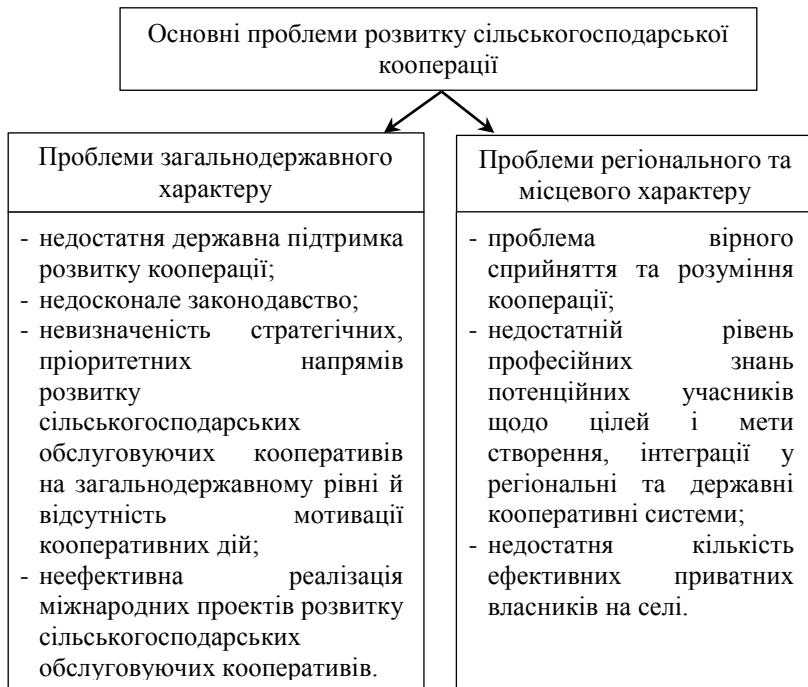 Основні проблеми розвитку сільськогосподарської
кооперації
Проблеми загальнодержавного
характеру
- недостатня державна підтримка
розвитку кооперації;
- недосконале законодавство;
- невизначеність стратегічних,
пріоритетних напрямів
розвитку
сільськогосподарських
обслуговуючих кооперативів
на загальнодержавному рівні й
відсутність мотивації
кооперативних дій;
- неефективна реалізація
міжнародних проектів розвитку
сільськогосподарських
обслуговуючих кооперативів.
Проблеми регіонального та
місцевого характеру
- проблема вірного
сприйняття та розуміння
кооперації;
- недостатній рівень
професійних знань
потенційних учасників
щодо цілей і мети
створення, інтеграції у
регіональні та державні
кооперативні системи;
- недостатня кількість
ефективних приватних
власників на селі.